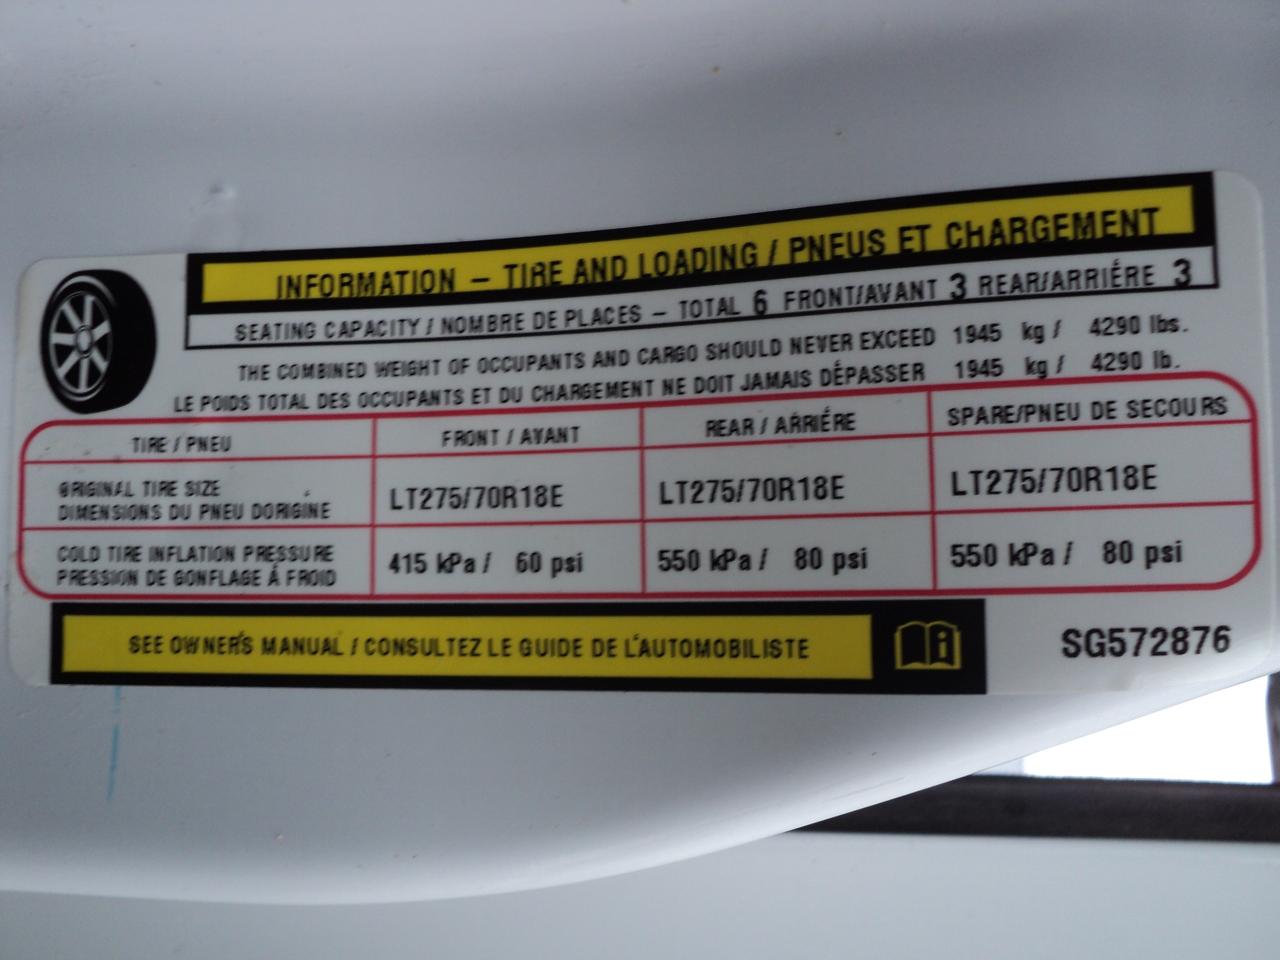 INFORMATION – TIRE AND LOADING / PNEUS ET CHARGEMENT
SEATING CAPACITY / NOMBRE DE PLACES – TOTAL 6 FRONT/AVANT 3 REAR/ARRIÉRE 3
THE COMBINED WEIGHT OF OCCUPANTS AND CARGO SHOULD NEVER EXCEED 1945 kg / 4290 lbs.
LE POIDS TOTAL DES OCCUPANTS ET DU CHARGEMENT NE DOIT JAMAIS DÉPASSER 1945 kg / 4290 lb.
TIRE / PNEU FRONT / AVANT REAR / ARRIÉRE SPARE/PNEU DE SECOURS
ORIGINAL TIRE SIZE
DIMENSIONS DU PNEU DORIGINE
LT275/70R18E LT275/70R18E LT275/70R18E
COLD TIRE INFLATION PRESSURE
PRESSION DE GONFLAGE Á FROID
415 kPa / 60 psi 550 kPa / 80 psi 550 kPa / 80 psi
SEE OWNER'S MANUAL / CONSULTEZ LE GUIDE DE L'AUTOMOBILISTE
SG572876